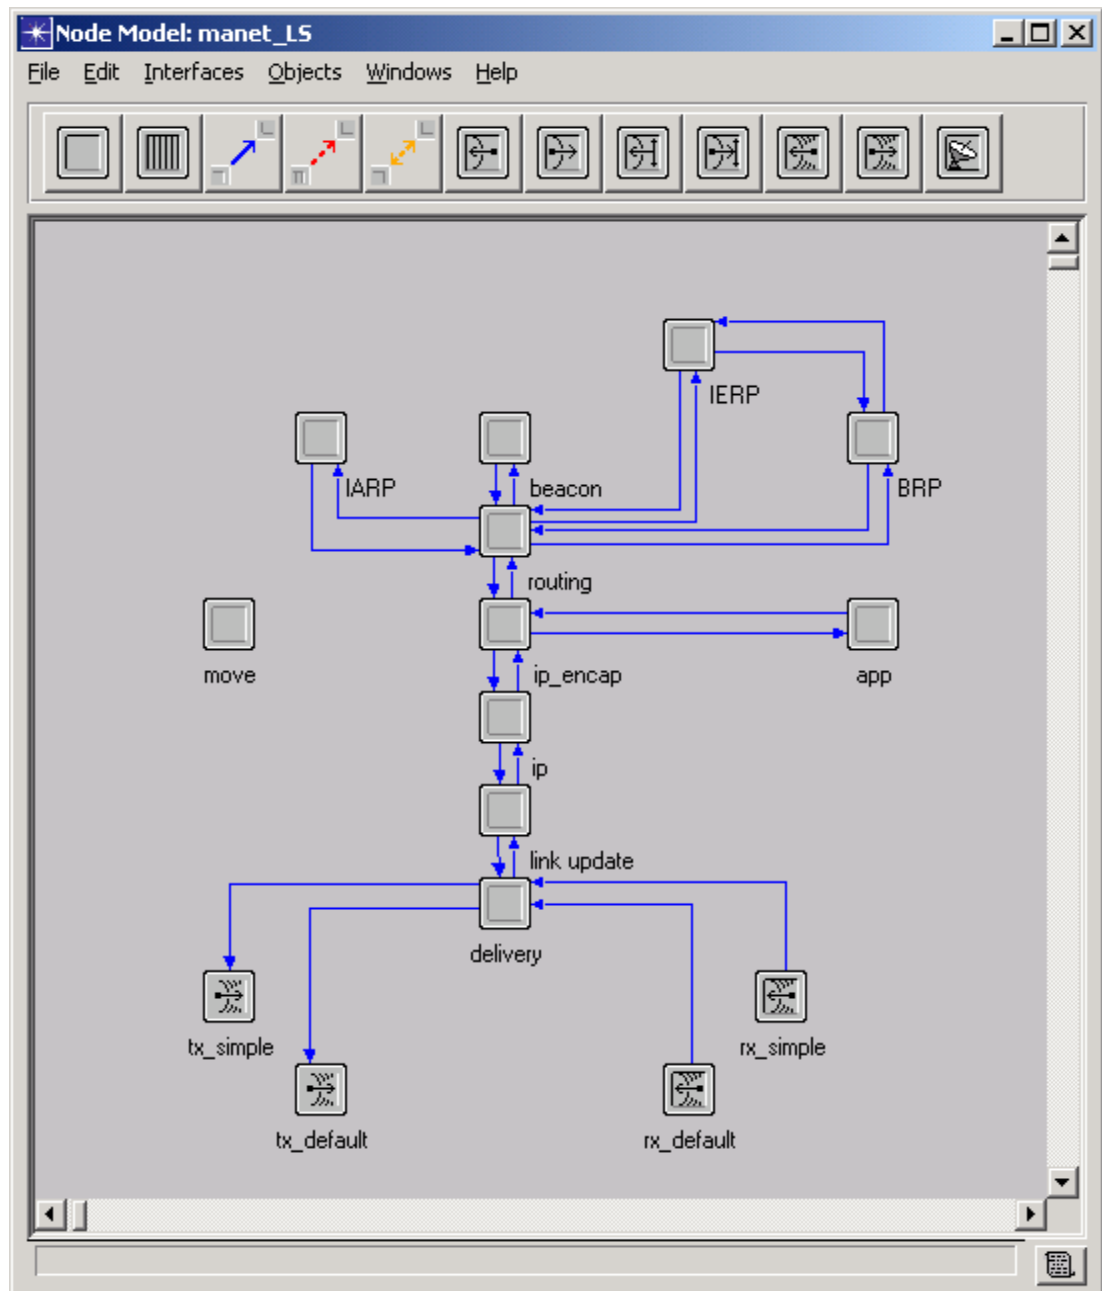 Node Model: manet_LS
File Edit Interfaces Objects Windows Help
IERP
IARP
beacon
BRP
routing
move
ip_encap
app
ip
link update
delivery
tx_simple
rx_simple
tx_default
rx_default